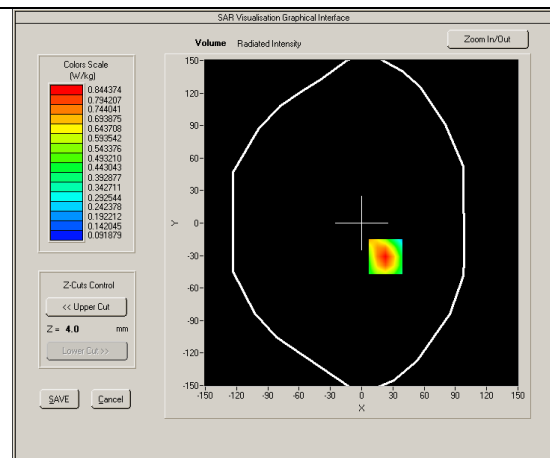 SAR Visualisation Graphical Interface
Volume Radiated Intensity
Zoom In/Out
Colors Scale
(W/kg)
0.844374
0.794207
0.744041
0.693875
0.643708
0.593542
0.543376
0.493210
0.443043
0.392877
0.342711
0.292544
0.242378
0.192212
0.142045
0.091879
Z-Cuts Control
<< Upper Cut
Z = 4.0 mm
Lower Cut >>
SAVE Cancel
150-
120-
90-
60-
30-
Y 0-
-30-
-60-
-90-
-120-
-150-
-150 -120 -90 -60 -30 0 30 60 90 120 150
X